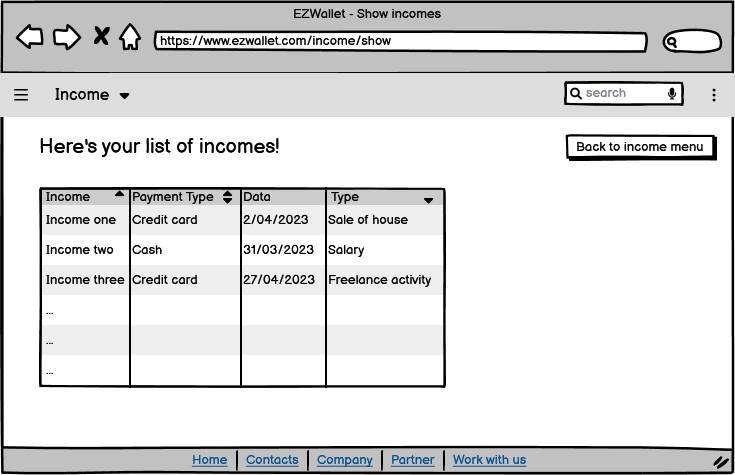 EZWallet - Show incomes
https://www.ezwallet.com/income/show
Income search
Here's your list of incomes!
Back to income menu
Income Payment Type Data Type
Income one Credit card 2/04/2023 Sale of house
Income two Cash 31/03/2023 Salary
Income three Credit card 27/04/2023 Freelance activity
...
...
...
Home Contacts Company Partner Work with us